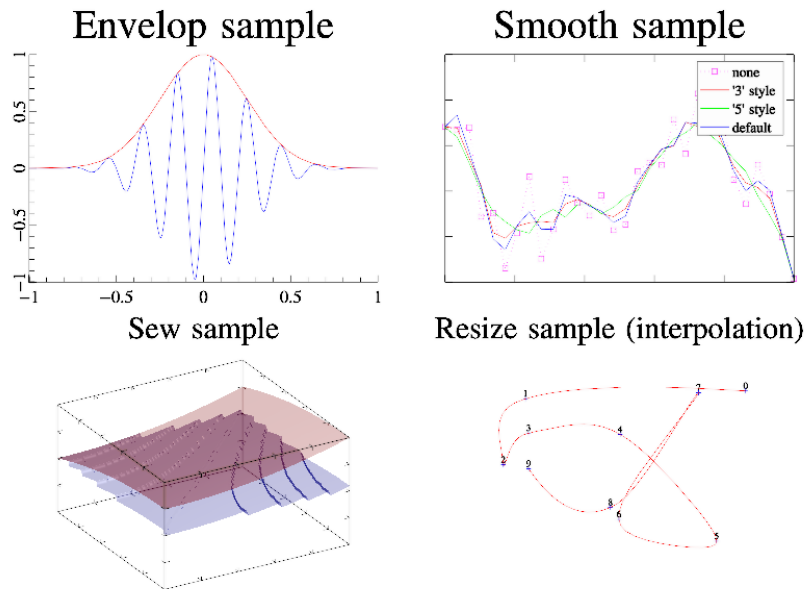 Envelop sample
Smooth sample
1
0.5
0
−0.5
−1
−1 −0.5 0 0.5 1
none
'3' style
'5' style
default
Sew sample
Resize sample (interpolation)
1
7 0
3
4
2
9
8
6
5